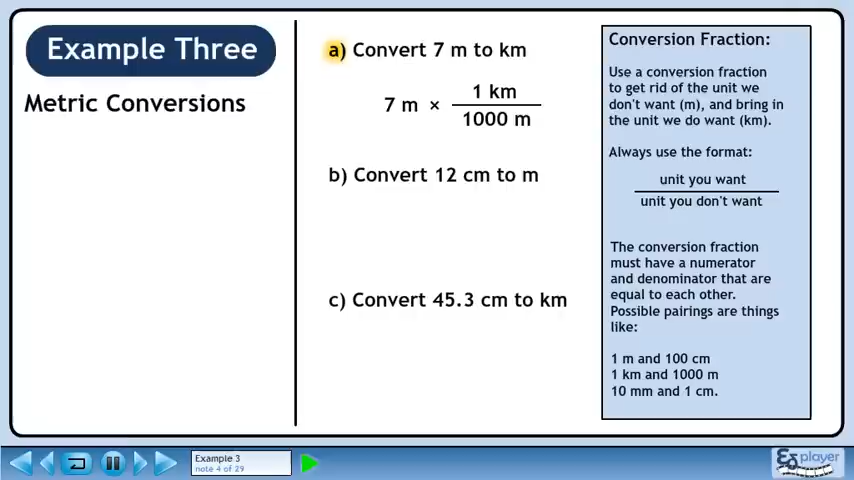 Example Three
Metric Conversions
a) Convert 7 m to km
7 m × 1 km
1000 m
b) Convert 12 cm to m
c) Convert 45.3 cm to km
Conversion Fraction:
Use a conversion fraction
to get rid of the unit we
don't want (m), and bring in
the unit we do want (km).
Always use the format:
unit you want
unit you don't want
The conversion fraction
must have a numerator
and denominator that are
equal to each other.
Possible pairings are things
like:
1 m and 100 cm
1 km and 1000 m
10 mm and 1 cm.
Example 3
note 4 of 29
player